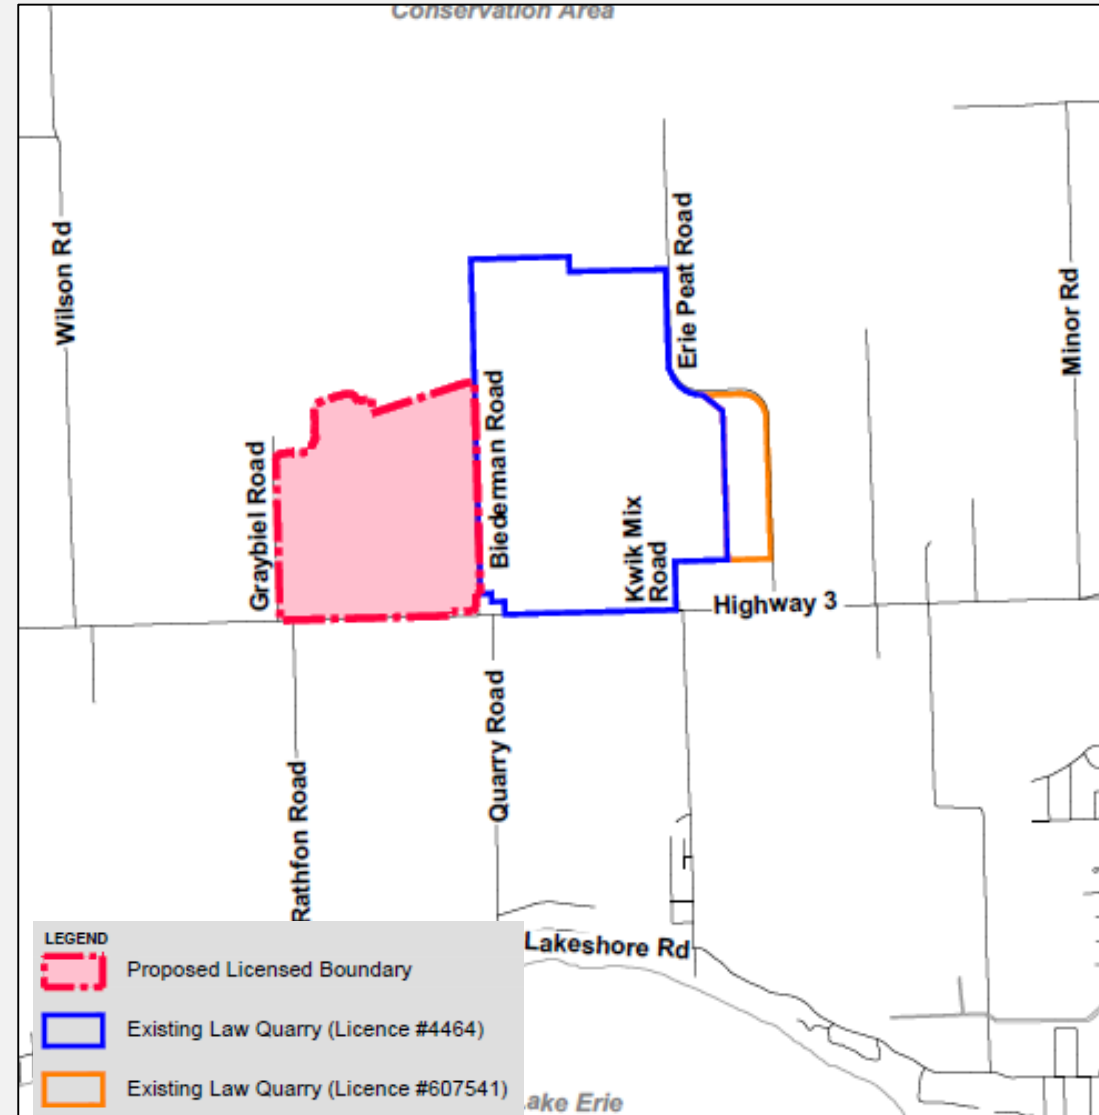 Conservation Area
Wilson Rd
Erie Peat Road
Minor Rd
Graybiel Road
Biederman Road
Kwik Mix
Road
Highway 3
Quarry Road
Rathfon Road
Lakeshore Rd
LEGEND
Proposed Licensed Boundary
Existing Law Quarry (Licence #4464)
Existing Law Quarry (Licence #607541)
ake Erie